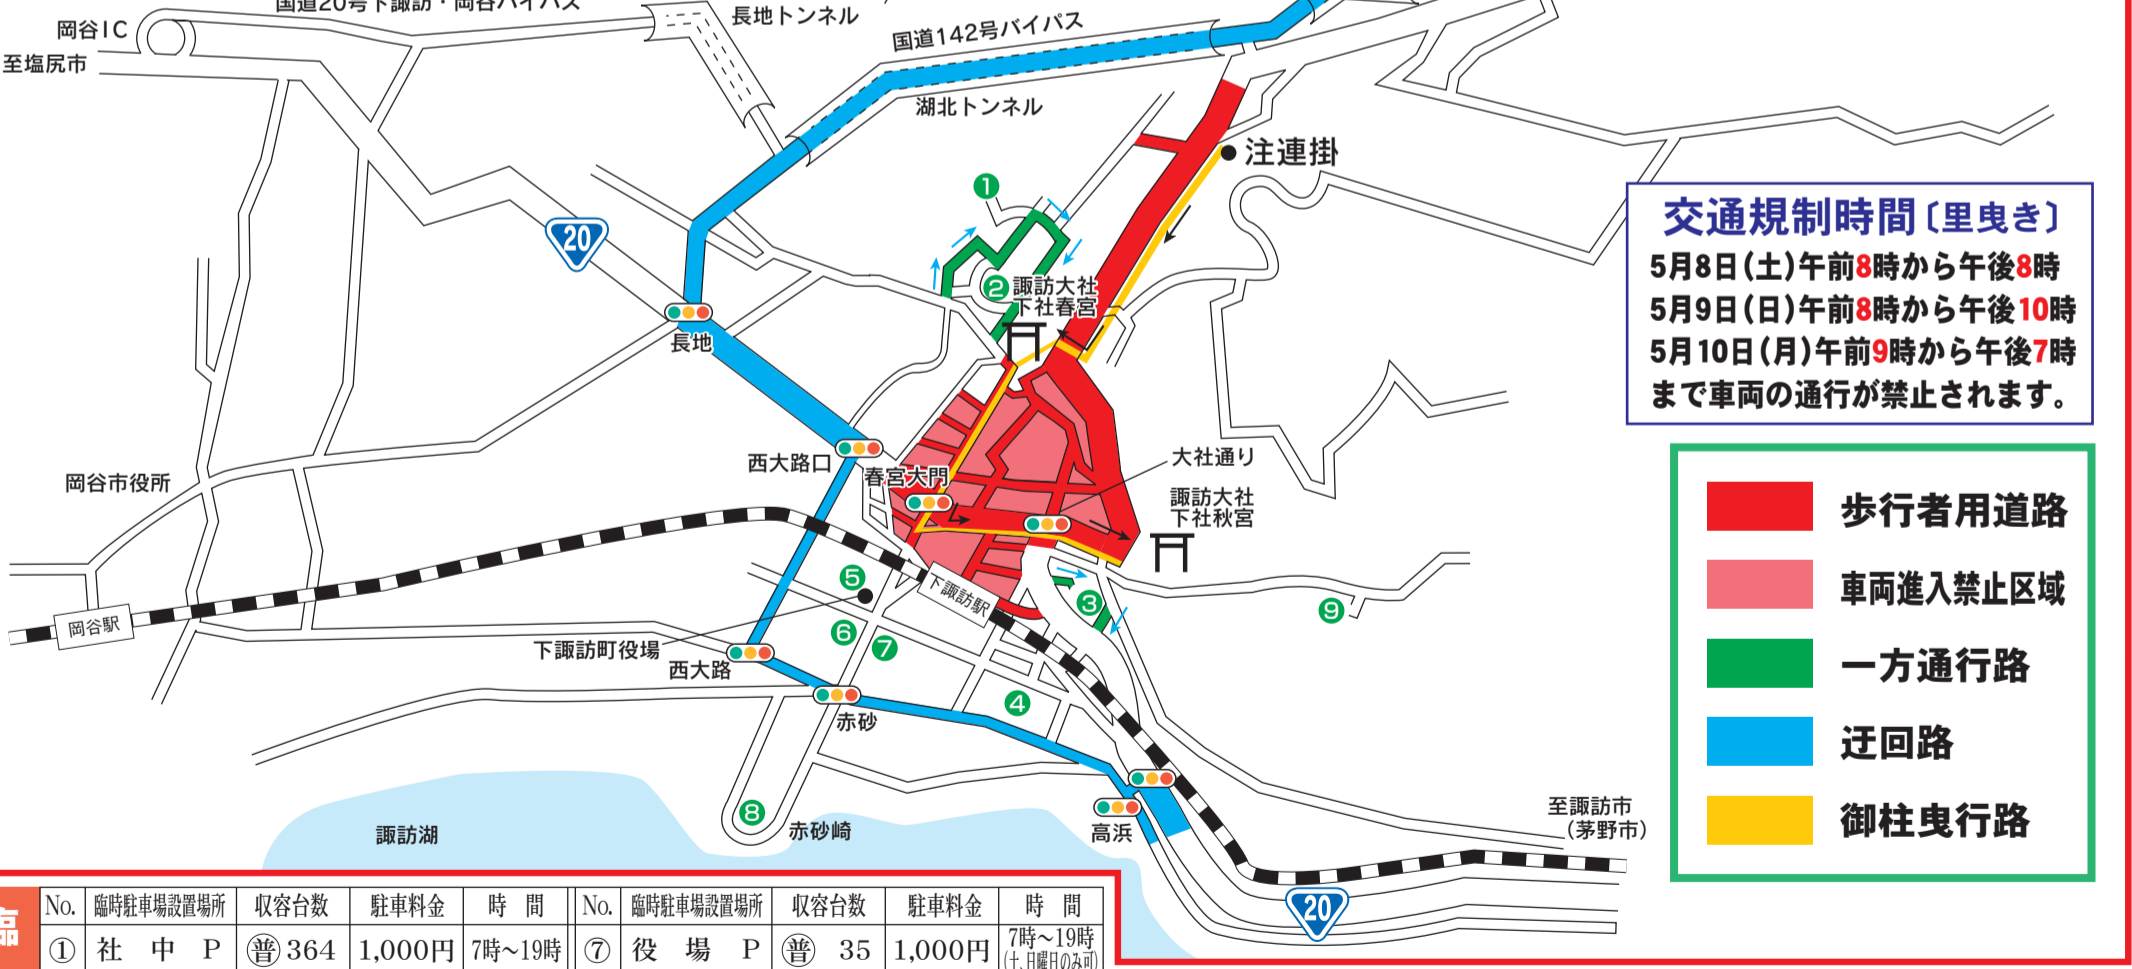 国道20号下諏訪・岡谷バイパス
長地トンネル
岡谷IC
国道142号バイパス
至塩尻市
湖北トンネル
注連掛
①
20
② 諏訪大社
下社春宮
長地
交通規制時間〔里曳き〕
5月8日(土)午前8時から午後8時
5月9日(日)午前8時から午後10時
5月10日(月)午前9時から午後7時
まで車両の通行が禁止されます。
西大路口
春宮大門
大社通り
岡谷市役所
諏訪大社
下社秋宮
歩行者用道路
車両進入禁止区域
一方通行路
迂回路
御柱曳行路
⑤
下諏訪駅
③
⑨
岡谷駅
⑥
⑦
下諏訪町役場
西大路
④
赤砂
⑧
赤砂崎
諏訪湖
高浜
至諏訪市
(茅野市)
20
臨
No. 臨時駐車場設置場所 収容台数 駐車料金 時間 No. 臨時駐車場設置場所 収容台数 駐車料金 時間
① 社中P 普 364 1,000円 7時〜19時 ⑦ 役場P 普 35 1,000円 7時〜19時
(土、日曜日のみ可)